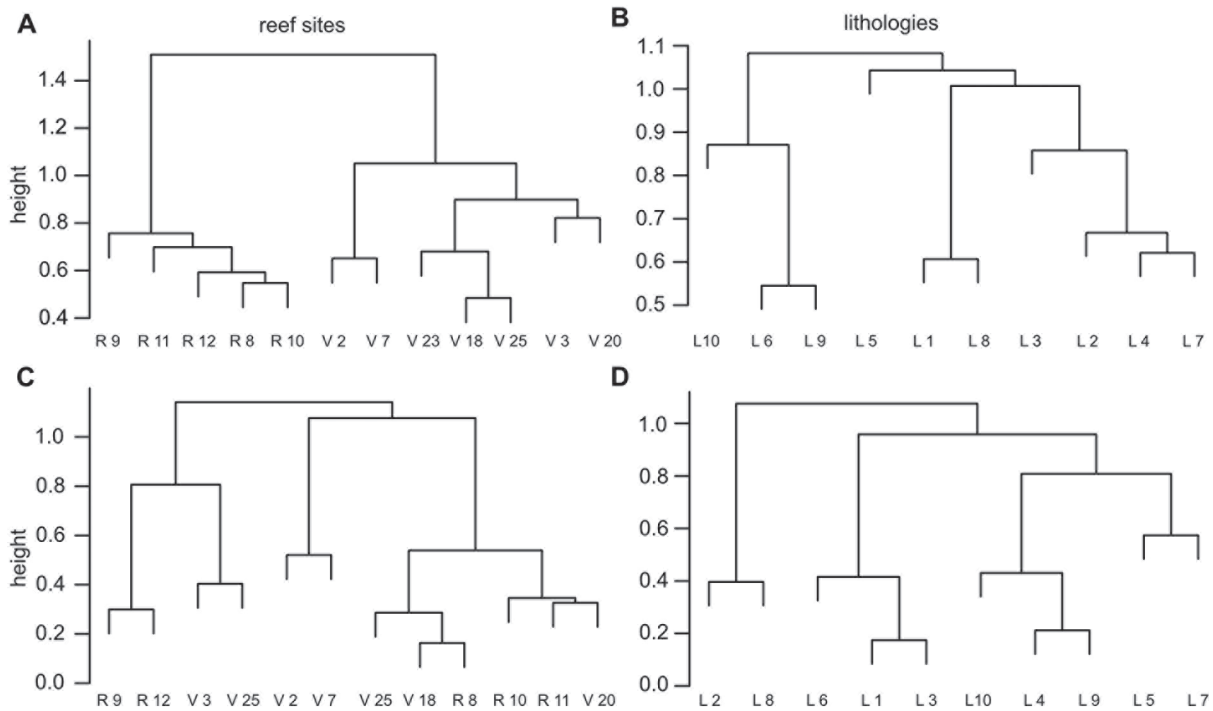 A
reef sites
1.4
1.2
1.0
0.8
0.6
0.4
height
R 9 R 11 R 12 R 8 R 10 V 2 V 7 V 23 V 18 V 25 V 3 V 20
B
lithologies
1.1
1.0
0.9
0.8
0.7
0.6
0.5
L10 L 6 L 9 L 5 L 1 L 8 L 3 L 2 L 4 L 7
C
1.0
0.8
0.6
0.4
0.2
0.0
height
R 9 R 12 V 3 V 25 V 2 V 7 V 25 V 18 R 8 R 10 R 11 V 20
D
1.0
0.8
0.6
0.4
0.2
0.0
L 2 L 8 L 6 L 1 L 3 L10 L 4 L 9 L 5 L 7